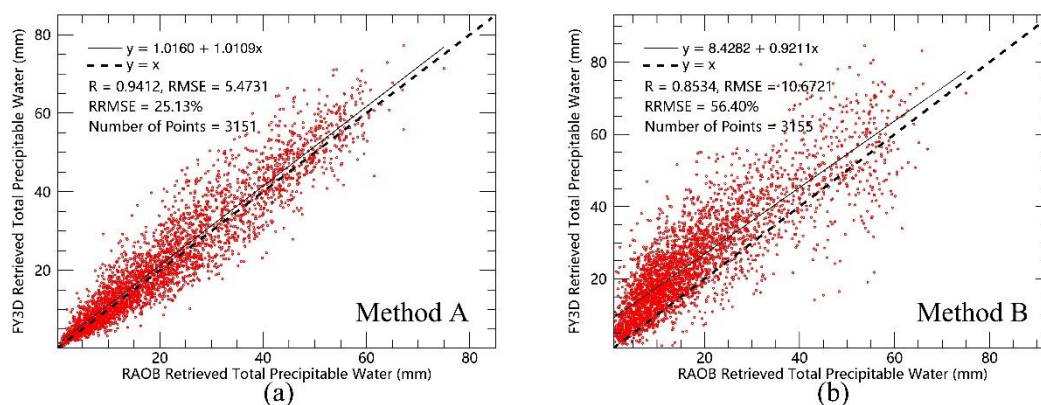 80
60
40
20
FY3D Retrieved Total Precipitable Water (mm)
y = 1.0160 + 1.0109x
y = x
R = 0.9412, RMSE = 5.4731
RRMSE = 25.13%
Number of Points = 3151
Method A
20 40 60 80
RAOB Retrieved Total Precipitable Water (mm)
(a)
80
60
40
20
FY3D Retrieved Total Precipitable Water (mm)
y = 8.4282 + 0.9211x
y = x
R = 0.8534, RMSE = 10.6721
RRMSE = 56.40%
Number of Points = 3155
Method B
20 40 60 80
RAOB Retrieved Total Precipitable Water (mm)
(b)